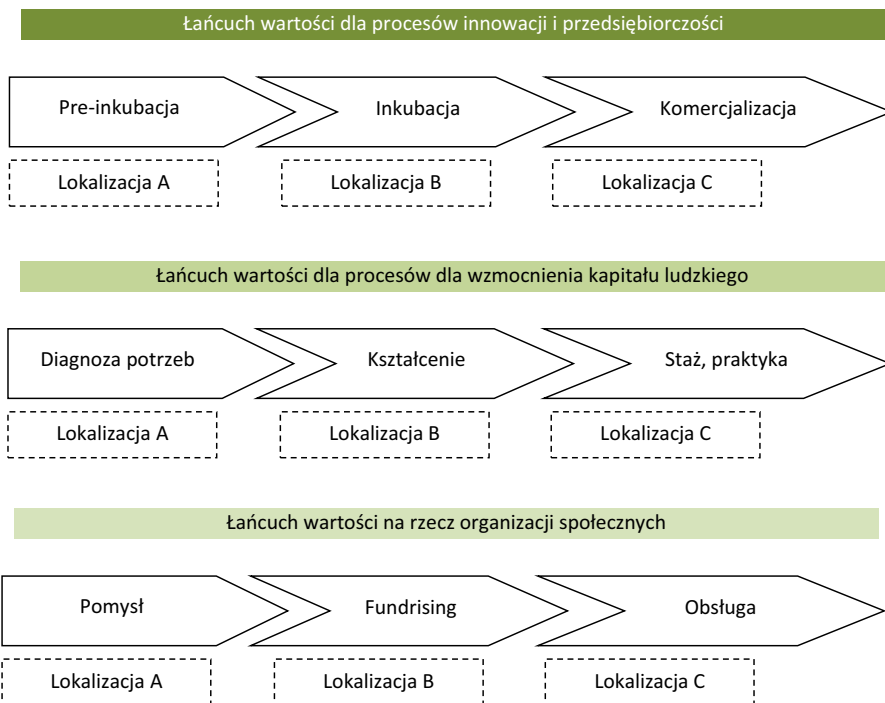 Łańcuch wartości dla procesów innowacji i przedsiębiorczości
Pre-inkubacja
Inkubacja
Komercjalizacja
Lokalizacja A
Lokalizacja B
Lokalizacja C
Łańcuch wartości dla procesów dla wzmocnienia kapitału ludzkiego
Diagnoza potrzeb
Kształcenie
Staż, praktyka
Lokalizacja A
Lokalizacja B
Lokalizacja C
Łańcuch wartości na rzecz organizacji społecznych
Pomysł
Fundrising
Obsługa
Lokalizacja A
Lokalizacja B
Lokalizacja C